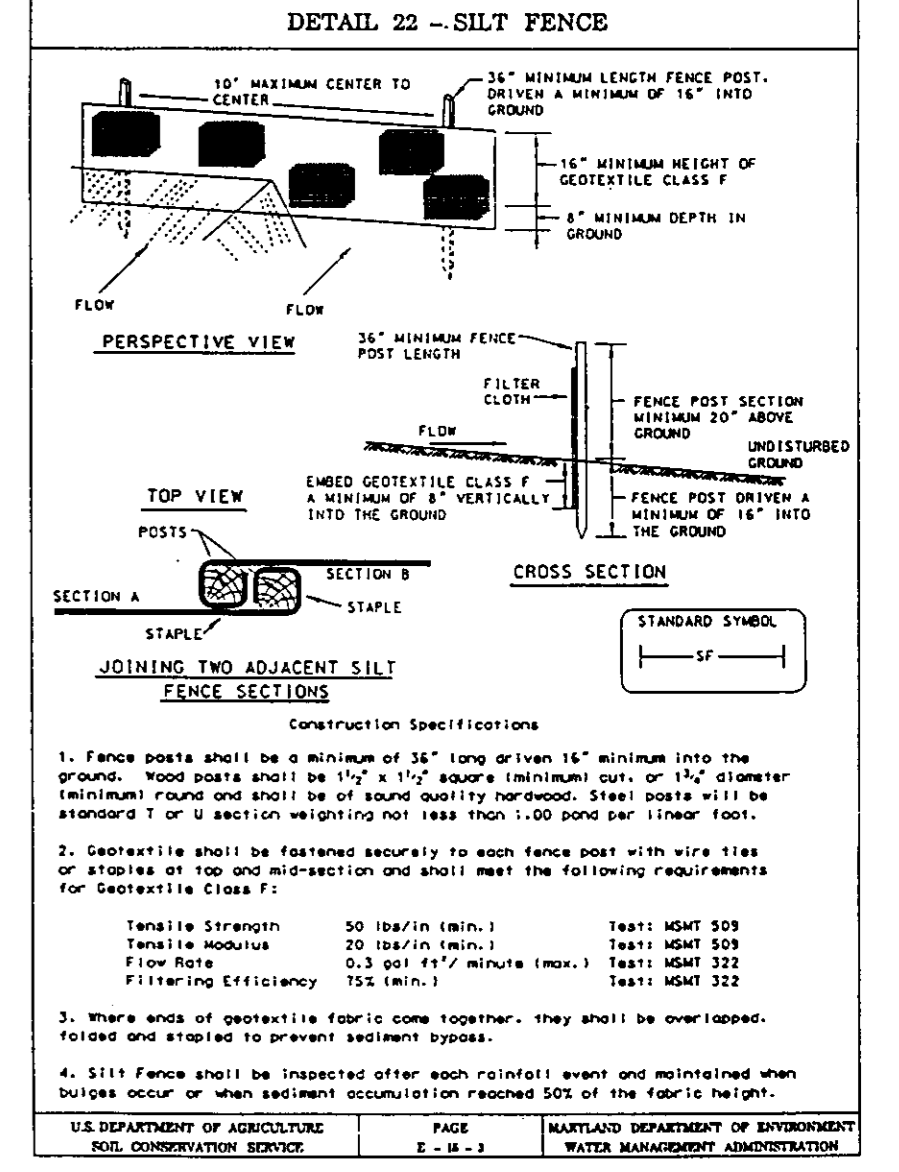 DETAIL 22 - SILT FENCE
10' MAXIMUM CENTER TO
CENTER
36" MINIMUM LENGTH FENCE POST,
DRIVEN A MINIMUM OF 16" INTO
GROUND
16" MINIMUM HEIGHT OF
GEOTEXTILE CLASS F
8" MINIMUM DEPTH IN
GROUND
FLOW
FLOW
PERSPECTIVE VIEW
36" MINIMUM FENCE
POST LENGTH
FILTER
CLOTH
FENCE POST SECTION
MINIMUM 20" ABOVE
GROUND
FLOW
UNDISTURBED
GROUND
EMBED GEOTEXTILE CLASS F
A MINIMUM OF 8" VERTICALLY
INTO THE GROUND
FENCE POST DRIVEN A
MINIMUM OF 16" INTO
THE GROUND
CROSS SECTION
TOP VIEW
POSTS
SECTION B
SECTION A
STAPLE
STAPLE
JOINING TWO ADJACENT SILT
FENCE SECTIONS
STANDARD SYMBOL
SF
Construction Specifications
1. Fence posts shall be a minimum of 36" long driven 16" minimum into the
ground. Wood posts shall be 1 1/2" x 1 1/2" square (minimum) cut, or 1 3/4" diameter
(minimum) round and shall be of sound quality hardwood. Steel posts will be
standard T or U section weighting not less than 1.00 pond per linear foot.
2. Geotextile shall be fastened securely to each fence post with wire ties
or staples at top and mid-section and shall meet the following requirements
for Geotextile Class F:
Tensile Strength 50 lbs/in (min.) Test: MSMT 509
Tensile Modulus 20 lbs/in (min.) Test: MSMT 509
Flow Rate 0.3 gal ft²/ minute (max.) Test: MSMT 322
Filtering Efficiency 75% (min.) Test: MSMT 322
3. Where ends of geotextile fabric come together, they shall be overlapped,
folded and stapled to prevent sediment bypass.
4. Silt Fence shall be inspected after each rainfall event and maintained when
bulges occur or when sediment accumulation reached 50% of the fabric height.
U.S. DEPARTMENT OF AGRICULTURE
SOIL CONSERVATION SERVICE
PAGE
E - 15 - 3
MARYLAND DEPARTMENT OF ENVIRONMENT
WATER MANAGEMENT ADMINISTRATION